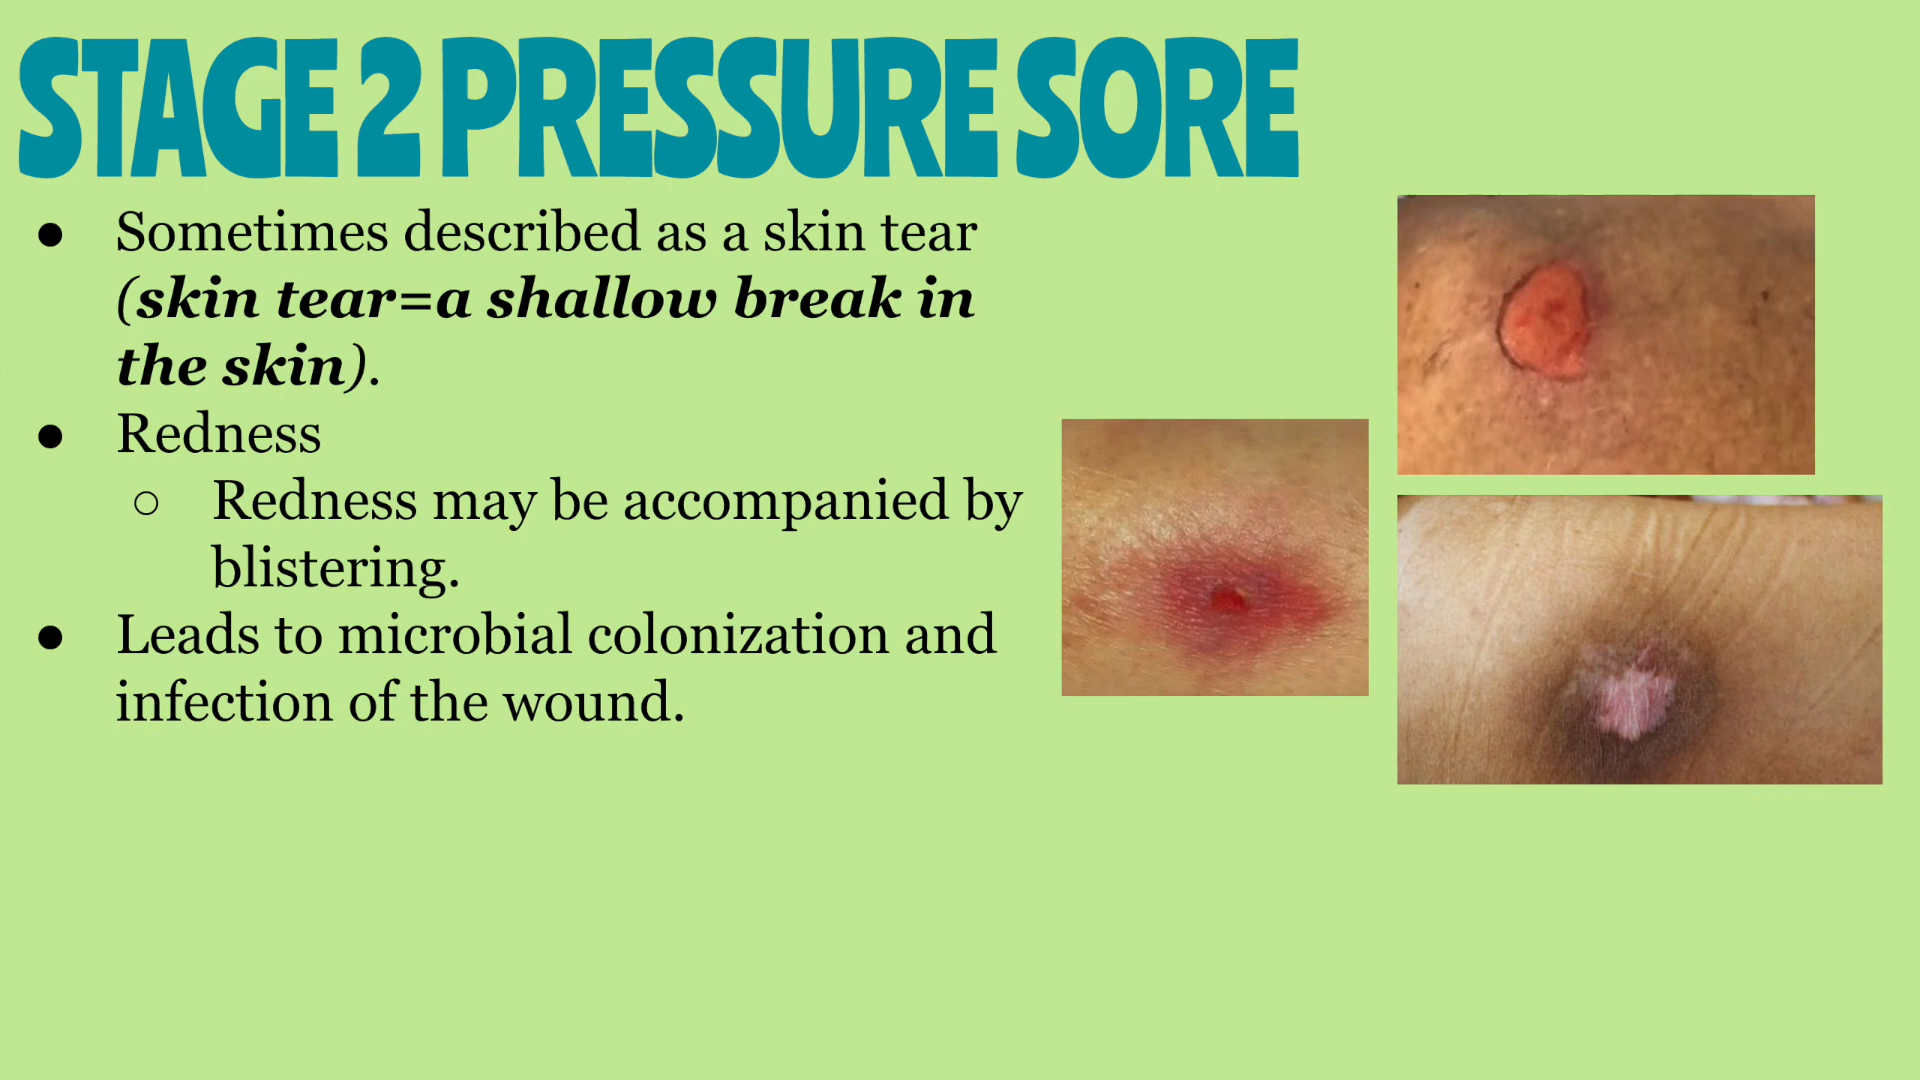 STAGE 2 PRESSURE SORE
● Sometimes described as a skin tear
(skin tear=a shallow break in
the skin).
● Redness
○ Redness may be accompanied by
blistering.
● Leads to microbial colonization and
infection of the wound.